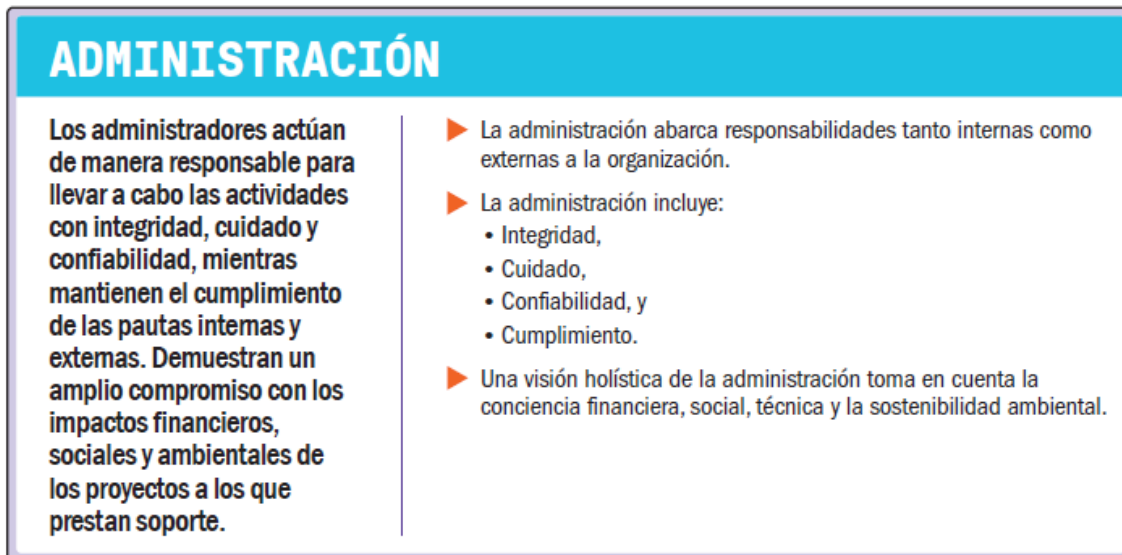 ADMINISTRACIÓN
Los administradores actúan
de manera responsable para
llevar a cabo las actividades
con integridad, cuidado y
confiabilidad, mientras
mantienen el cumplimiento
de las pautas internas y
externas. Demuestran un
amplio compromiso con los
impactos financieros,
sociales y ambientales de
los proyectos a los que
prestan soporte.
▶ La administración abarca responsabilidades tanto internas como
externas a la organización.
▶ La administración incluye:
• Integridad,
• Cuidado,
• Confiabilidad, y
• Cumplimiento.
▶ Una visión holística de la administración toma en cuenta la
conciencia financiera, social, técnica y la sostenibilidad ambiental.